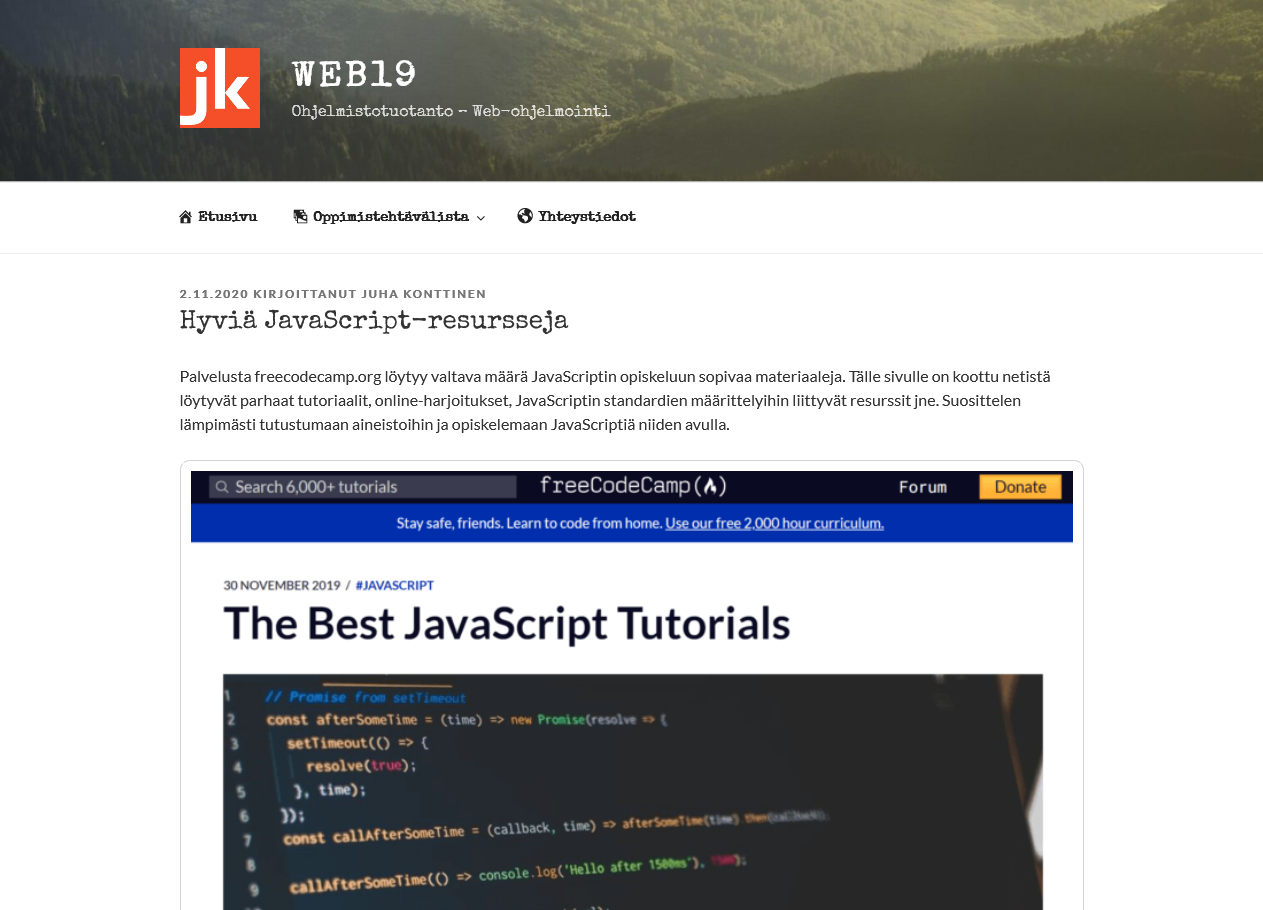 jk
WEB19
Ohjelmistotuotanto – Web-ohjelmointi
Etusivu Oppimistehtävälista Yhteystiedot
2.11.2020 KIRJOITTANUT JUHA KONTTINEN
Hyviä JavaScript-resursseja
Palvelusta freecodecamp.org löytyy valtava määrä JavaScriptin opiskeluun sopivaa materiaaleja. Tälle sivulle on koottu netistä
löytyvät parhaat tutoriaalit, online-harjoitukset, JavaScriptin standardien määrittelyihin liittyvät resurssit jne. Suosittelen
lämpimästi tutustumaan aineistoihin ja opiskelemaan JavaScriptiä niiden avulla.
Search 6,000+ tutorials freeCodeCamp Forum Donate
Stay safe, friends. Learn to code from home. Use our free 2,000 hour curriculum.
30 NOVEMBER 2019 / #JAVASCRIPT
The Best JavaScript Tutorials
1 // Promise from setTimeout
2 const afterSomeTime = (time) => new Promise(resolve => {
3 setTimeout(() => {
4 resolve(true);
5 }, time);
6 });
7 const callAfterSomeTime = (callback, time) => afterSomeTime(time).then(callback);
8
9 callAfterSomeTime(() => console.log('Hello after 1500ms'), 1500);